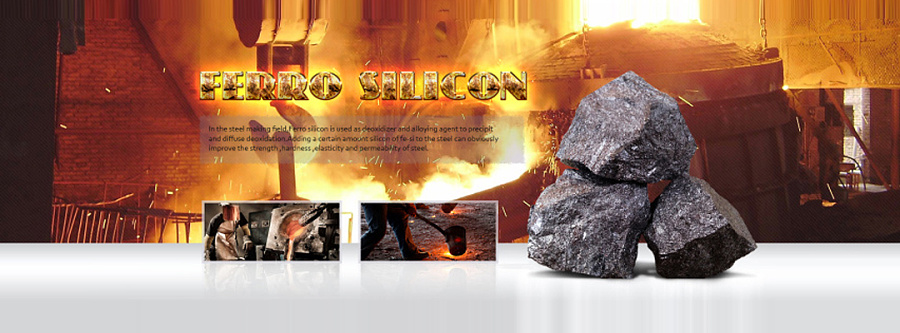 FERRO SILICON
In the steel making field,Ferro silicon is used as deoxidizer and alloying agent to precipit
and diffuse deoxidation.Adding a certain amount silicin of fe-si to the steel can obviously
improve the strength ,hardness ,elasticity and permeability of steel.